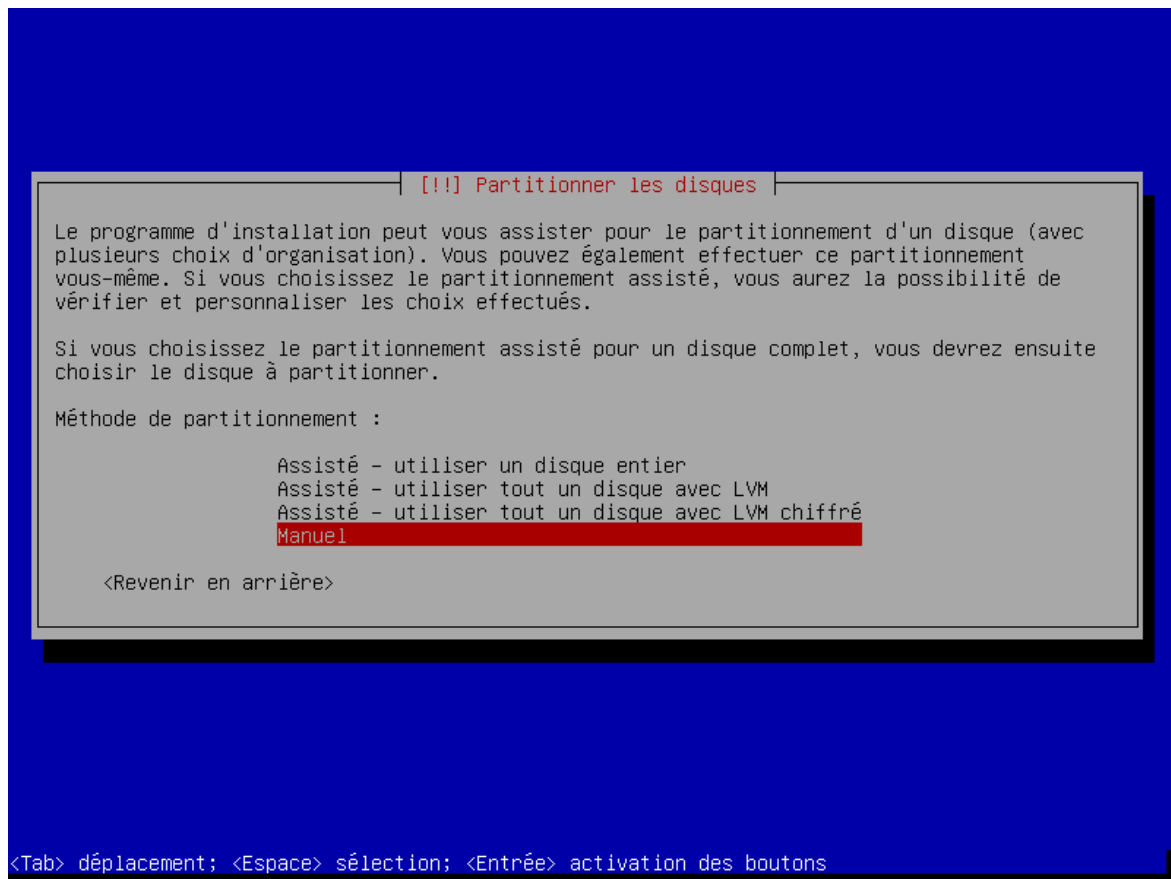 [!!] Partitionner les disques
Le programme d'installation peut vous assister pour le partitionnement d'un disque (avec
plusieurs choix d'organisation). Vous pouvez également effectuer ce partitionnement
vous-même. Si vous choisissez le partitionnement assisté, vous aurez la possibilité de
vérifier et personnaliser les choix effectués.
Si vous choisissez le partitionnement assisté pour un disque complet, vous devrez ensuite
choisir le disque à partitionner.
Méthode de partitionnement :
Assisté - utiliser un disque entier
Assisté - utiliser tout un disque avec LVM
Assisté - utiliser tout un disque avec LVM chiffré
Manuel
<Revenir en arrière>
<Tab> déplacement; <Espace> sélection; <Entrée> activation des boutons